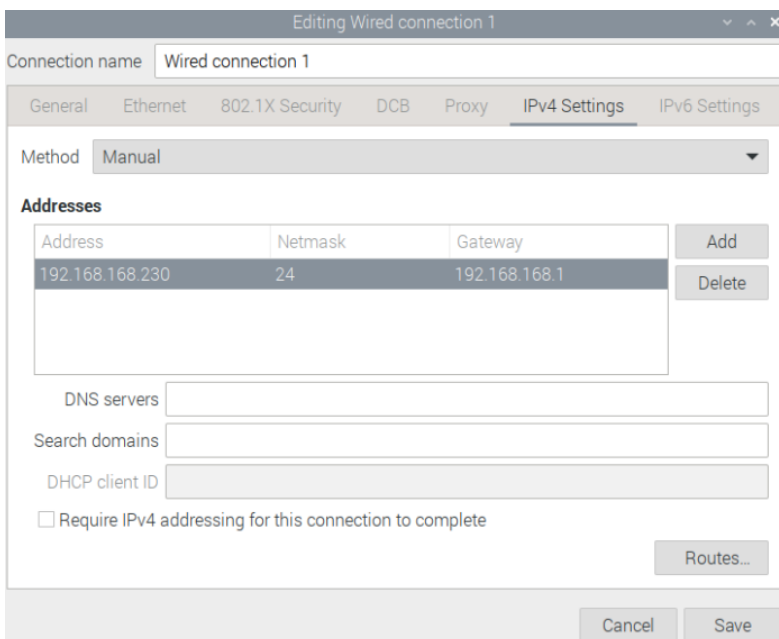 Editing Wired connection 1
Connection name Wired connection 1
General Ethernet 802.1X Security DCB Proxy IPv4 Settings IPv6 Settings
Method Manual
Addresses
Address Netmask Gateway Add
192.168.168.230 24 192.168.168.1
Delete
DNS servers
Search domains
DHCP client ID
Require IPv4 addressing for this connection to complete
Routes...
Cancel Save